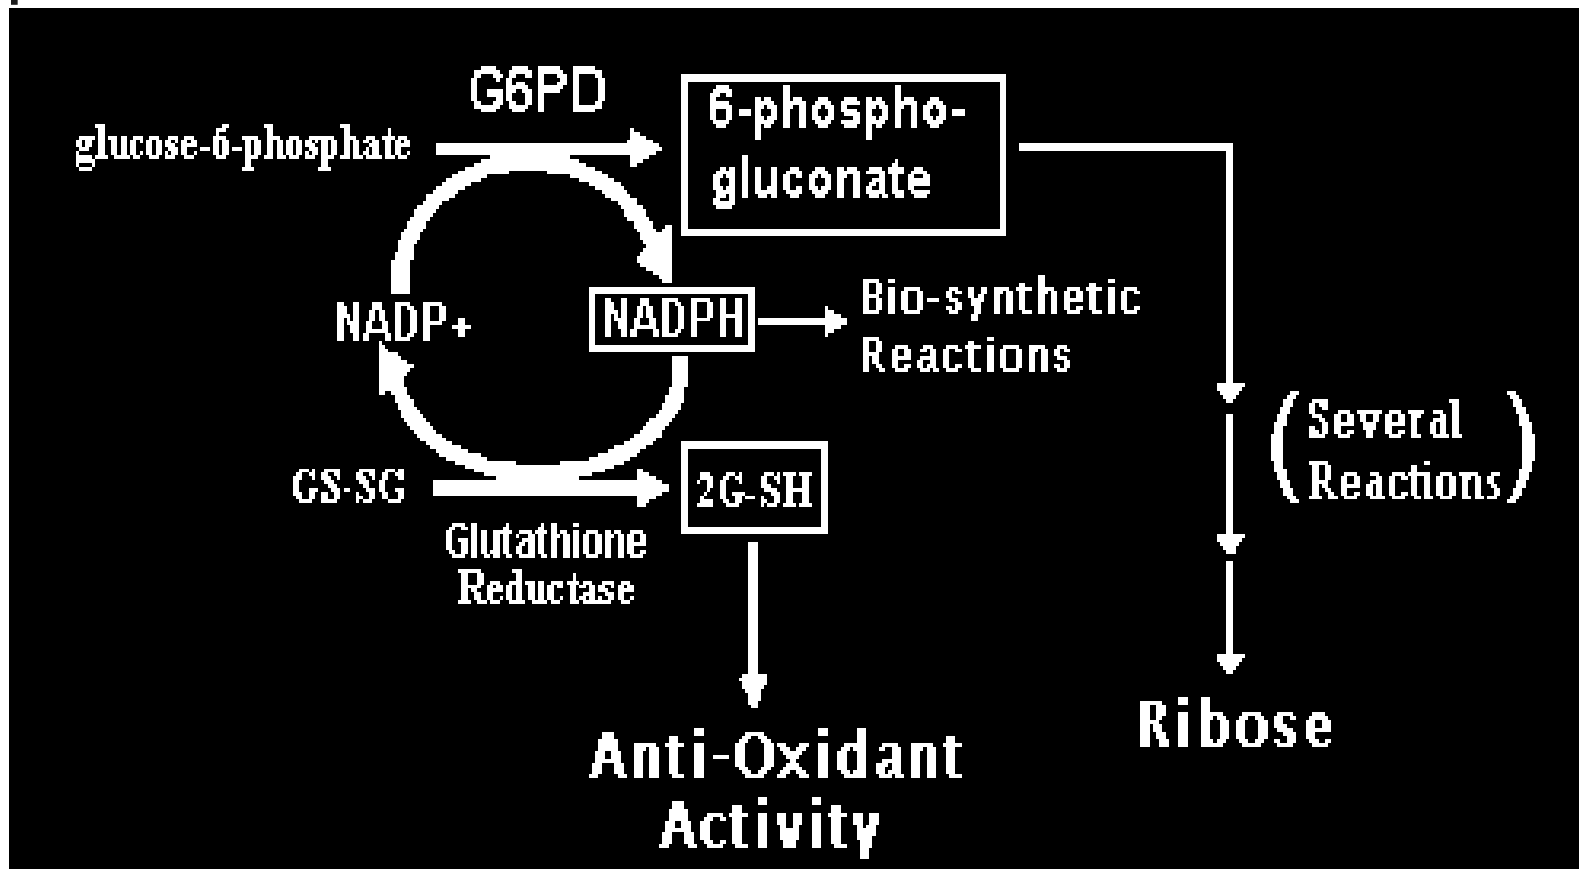 G6PD
glucose-6-phosphate
6-phospho-
gluconate
NADP+
NADPH
Bio-synthetic
Reactions
(Several
Reactions)
GS-SG
2G-SH
Glutathione
Reductase
Ribose
Anti-Oxidant
Activity